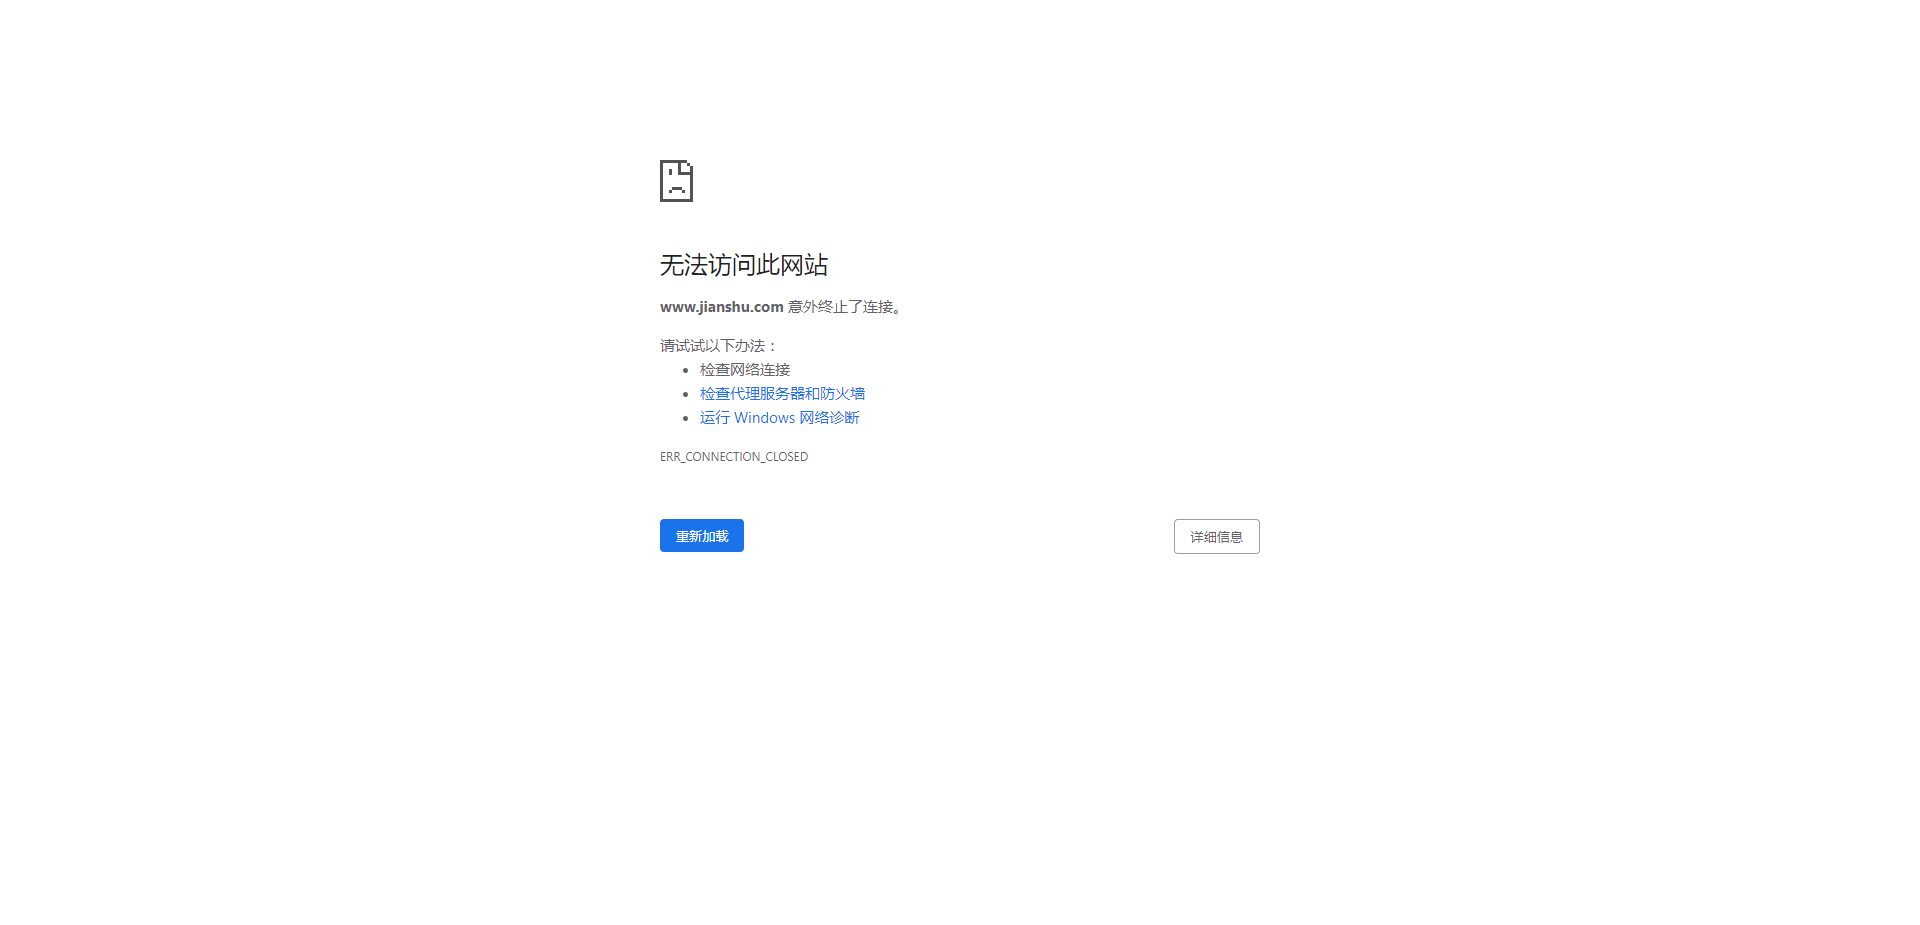 无法访问此网站
www.jianshu.com 意外终止了连接。
请试试以下办法：
检查网络连接
检查代理服务器和防火墙
运行 Windows 网络诊断
ERR_CONNECTION_CLOSED
重新加载
详细信息